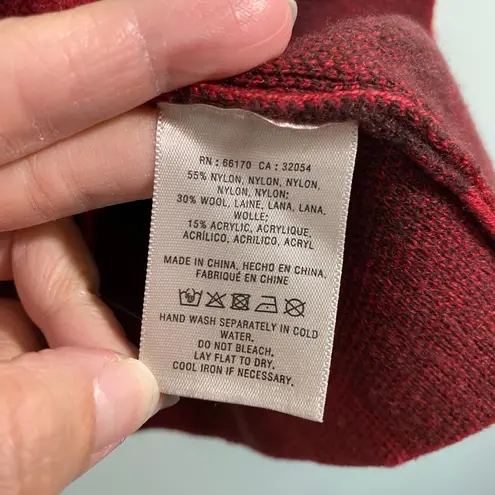 RN : 66170 CA : 32054
55% NYLON, NYLON, NYLON,
NYLON, NYLON;
30% WOOL, LAINE, LANA, LANA,
WOLLE;
15% ACRYLIC, ACRYLIQUE,
ACRÍLICO, ACRILICO, ACRYL
MADE IN CHINA, HECHO EN CHINA,
FABRIQUÉ EN CHINE
HAND WASH SEPARATELY IN COLD
WATER.
DO NOT BLEACH.
LAY FLAT TO DRY.
COOL IRON IF NECESSARY.